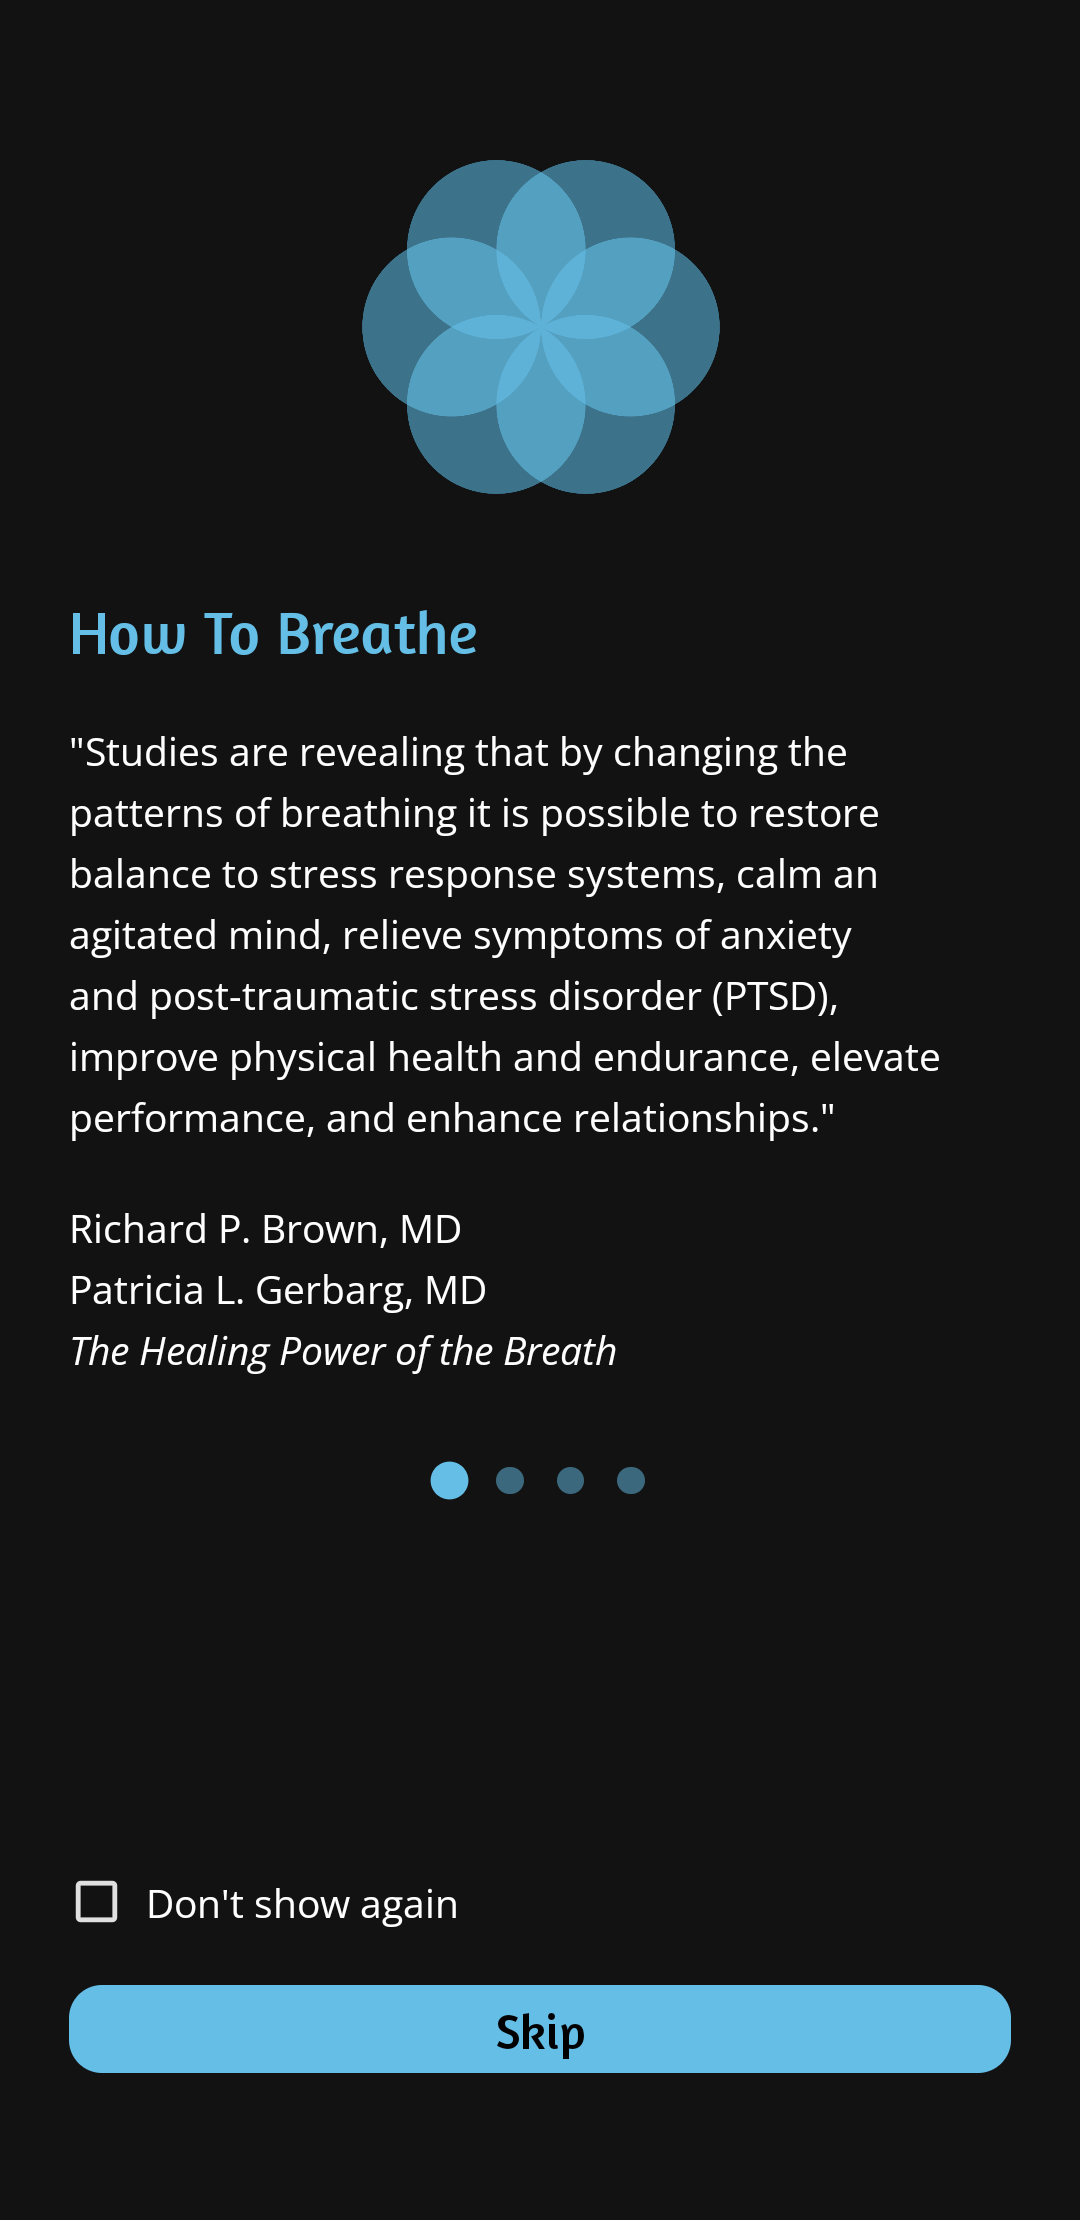 How To Breathe
"Studies are revealing that by changing the
patterns of breathing it is possible to restore
balance to stress response systems, calm an
agitated mind, relieve symptoms of anxiety
and post-traumatic stress disorder (PTSD),
improve physical health and endurance, elevate
performance, and enhance relationships."
Richard P. Brown, MD
Patricia L. Gerbarg, MD
The Healing Power of the Breath
Don't show again
Skip